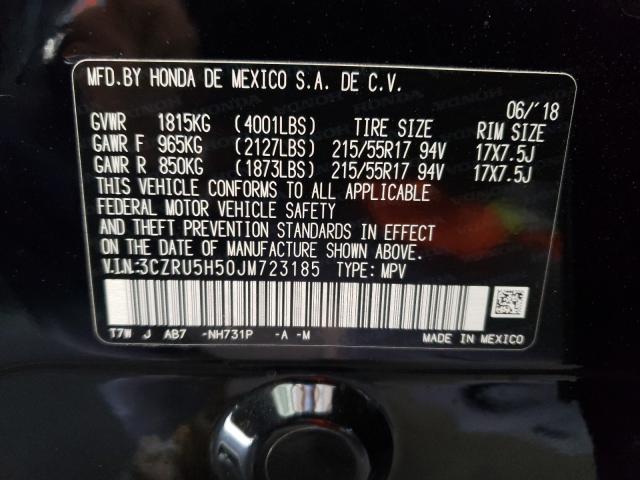 MFD.BY HONDA DE MEXICO S.A. DE C.V.
06/'18
GVWR 1815KG (4001LBS) TIRE SIZE RIM SIZE
GAWR F 965KG (2127LBS) 215/55R17 94V 17X7.5J
GAWR R 850KG (1873LBS) 215/55R17 94V 17X7.5J
THIS VEHICLE CONFORMS TO ALL APPLICABLE
FEDERAL MOTOR VEHICLE SAFETY
AND THEFT PREVENTION STANDARDS IN EFFECT
ON THE DATE OF MANUFACTURE SHOWN ABOVE.
V.I.N:3CZRU5H50JM723185 TYPE: MPV
T7W J AB7 -NH731P -A -M
MADE IN MEXICO